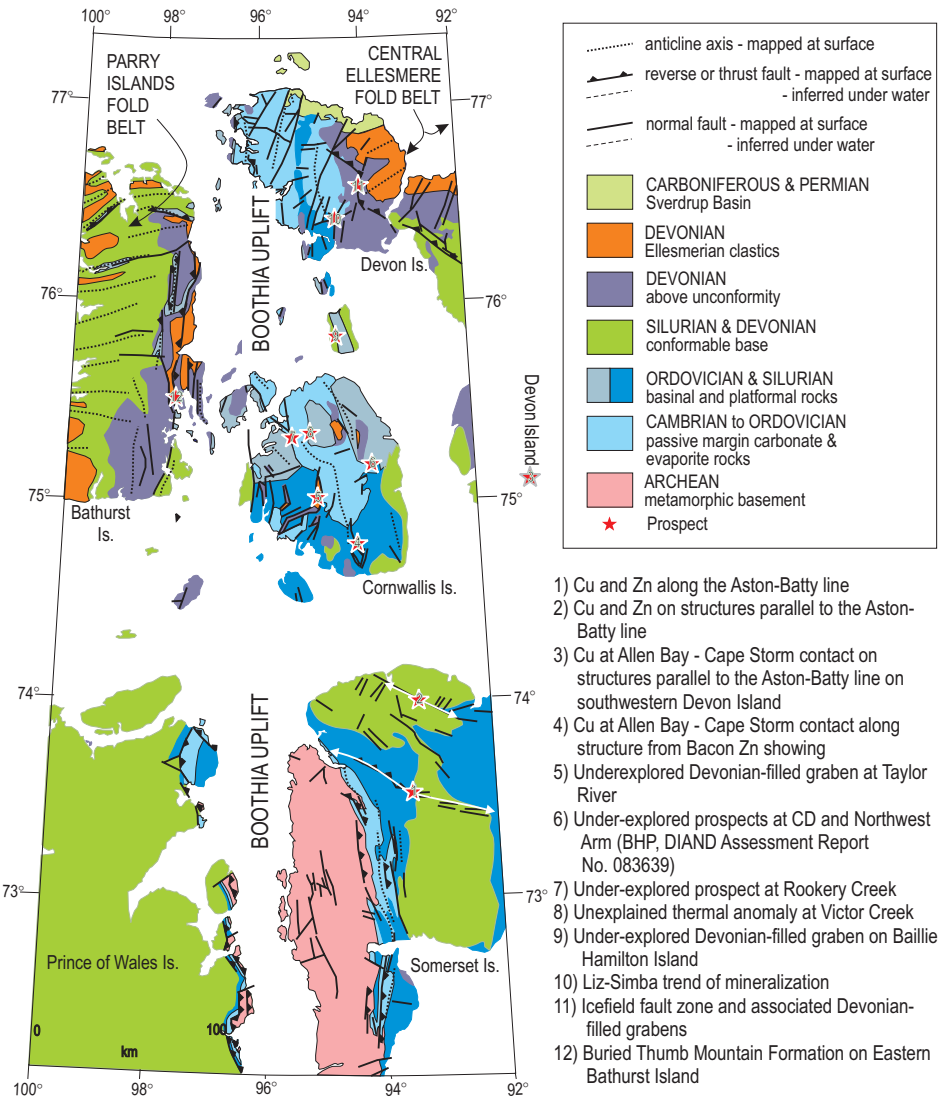 100°
98°
96°
94°
92°
PARRY
ISLANDS
FOLD
BELT
CENTRAL
ELLESMERE
FOLD BELT
77°
77°
BOOTHIA UPLIFT
Devon Is.
76°
76°
Devon Island
75°
75°
Bathurst
Is.
Cornwallis Is.
74°
74°
BOOTHIA UPLIFT
73°
73°
Prince of Wales Is.
Somerset Is.
0
100
km
100°
98°
96°
94°
92°
anticline axis - mapped at surface
reverse or thrust fault - mapped at surface
- inferred under water
normal fault - mapped at surface
- inferred under water
CARBONIFEROUS & PERMIAN
Sverdrup Basin
DEVONIAN
Ellesmerian clastics
DEVONIAN
above unconformity
SILURIAN & DEVONIAN
conformable base
ORDOVICIAN & SILURIAN
basinal and platformal rocks
CAMBRIAN to ORDOVICIAN
passive margin carbonate &
evaporite rocks
ARCHEAN
metamorphic basement
Prospect
1) Cu and Zn along the Aston-Batty line
2) Cu and Zn on structures parallel to the Aston-
Batty line
3) Cu at Allen Bay - Cape Storm contact on
structures parallel to the Aston-Batty line on
southwestern Devon Island
4) Cu at Allen Bay - Cape Storm contact along
structure from Bacon Zn showing
5) Underexplored Devonian-filled graben at Taylor
River
6) Under-explored prospects at CD and Northwest
Arm (BHP, DIAND Assessment Report
No. 083639)
7) Under-explored prospect at Rookery Creek
8) Unexplained thermal anomaly at Victor Creek
9) Under-explored Devonian-filled graben on Baillie
Hamilton Island
10) Liz-Simba trend of mineralization
11) Icefield fault zone and associated Devonian-
filled grabens
12) Buried Thumb Mountain Formation on Eastern
Bathurst Island